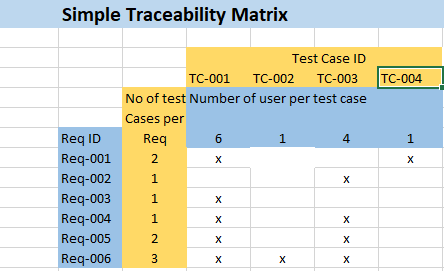 Simple Traceability Matrix
Test Case ID
TC-001 TC-002 TC-003 TC-004
No of test Number of user per test case
Cases per
Req ID Req 6 1 4 1
Req-001 2 x x
Req-002 1 x
Req-003 1 x
Req-004 1 x x
Req-005 2 x x
Req-006 3 x x x